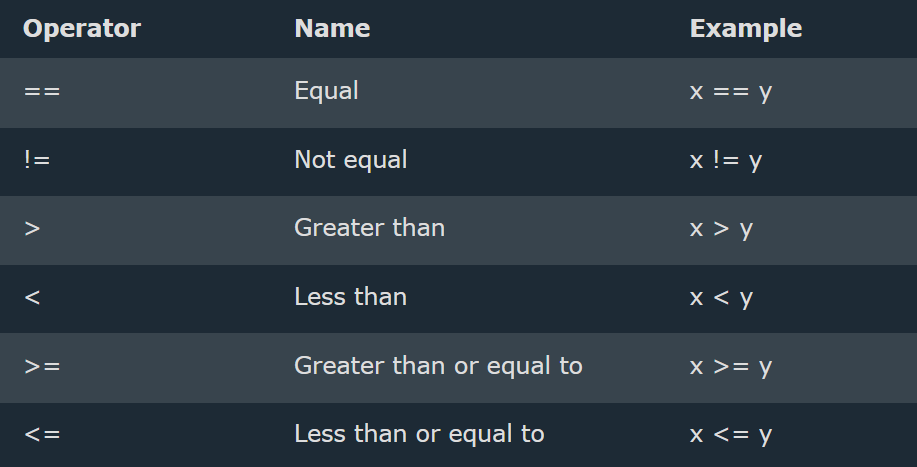 Operator Name Example
== Equal x == y
!= Not equal x != y
> Greater than x > y
< Less than x < y
>= Greater than or equal to x >= y
<= Less than or equal to x <= y